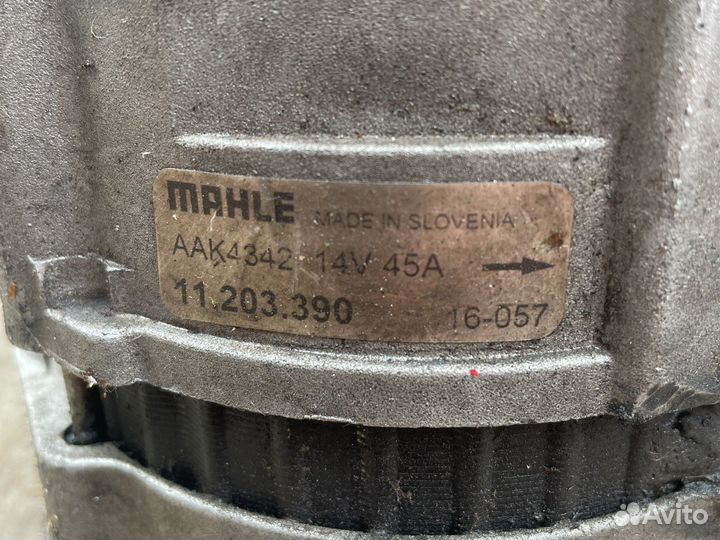 MAHLE MADE IN SLOVENIA
AAK4342 14V 45A
11.203.390 16-057
Avito